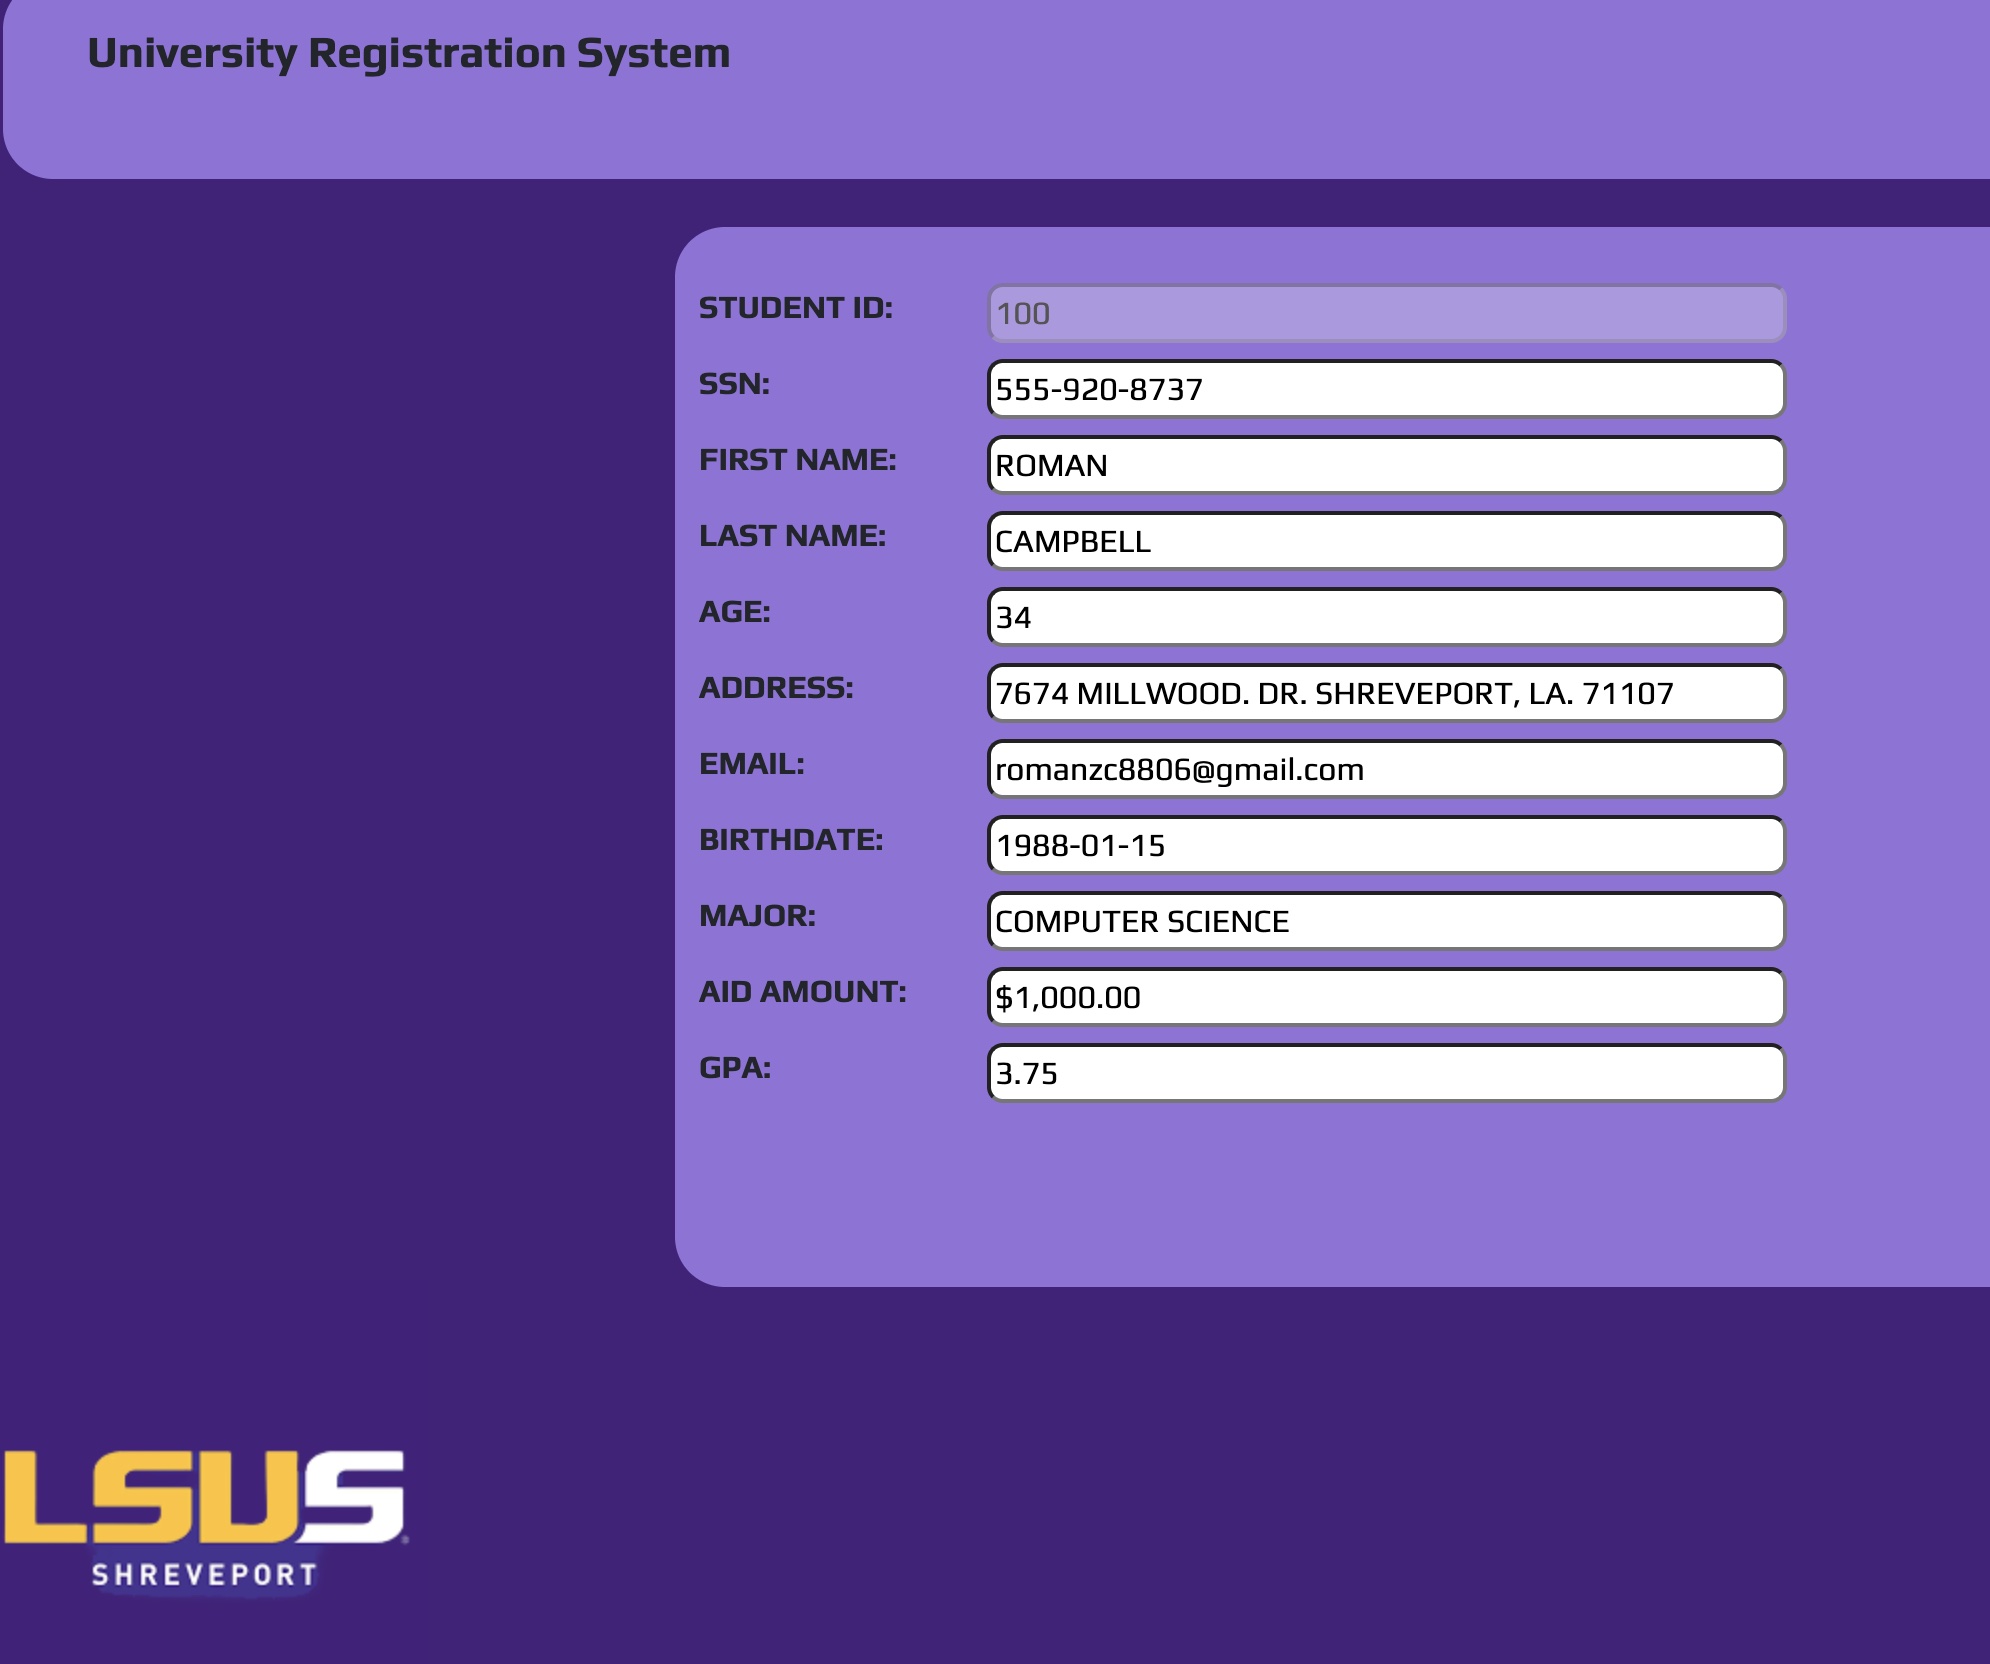 University Registration System
STUDENT ID: 100
SSN: 555-920-8737
FIRST NAME: ROMAN
LAST NAME: CAMPBELL
AGE: 34
ADDRESS: 7674 MILLWOOD. DR. SHREVEPORT, LA. 71107
EMAIL: romanzc8806@gmail.com
BIRTHDATE: 1988-01-15
MAJOR: COMPUTER SCIENCE
AID AMOUNT: $1,000.00
GPA: 3.75
LSUS
SHREVEPORT